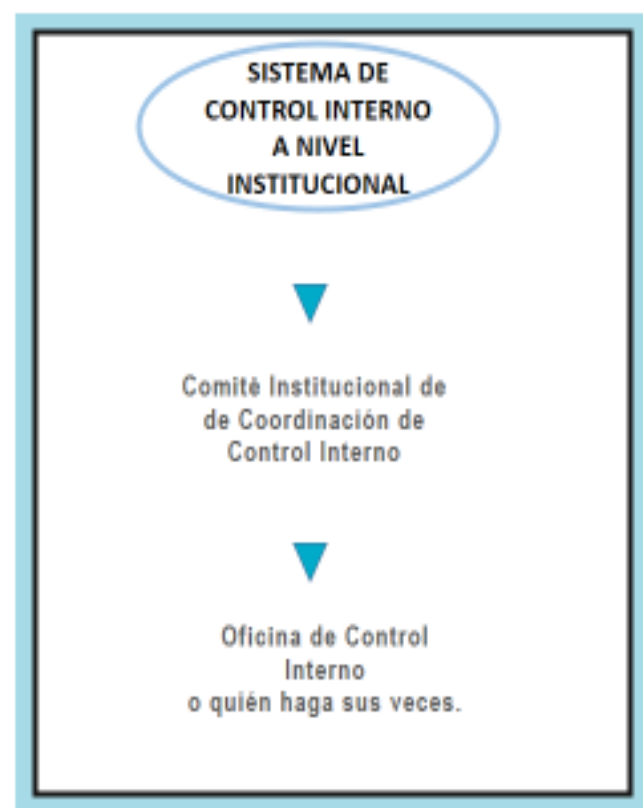 SISTEMA DE
CONTROL INTERNO
A NIVEL
INSTITUCIONAL
Comitè Institucional de
de Coordinación de
Control Interno
Oficina de Control
Interno
o quién haga sus veces.